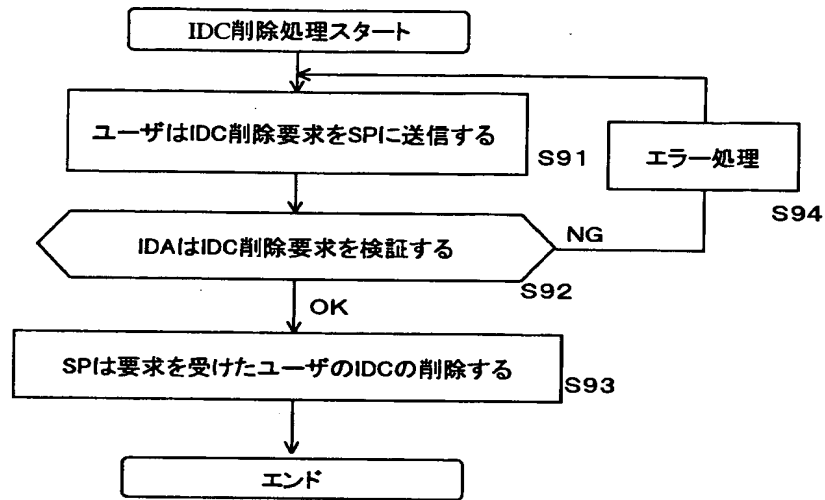 IDC削除処理スタート
ユーザはIDC削除要求をSPに送信する
S91
エラー処理
S94
IDAはIDC削除要求を検証する
NG
S92
OK
SPは要求を受けたユーザのIDCの削除する
S93
エンド